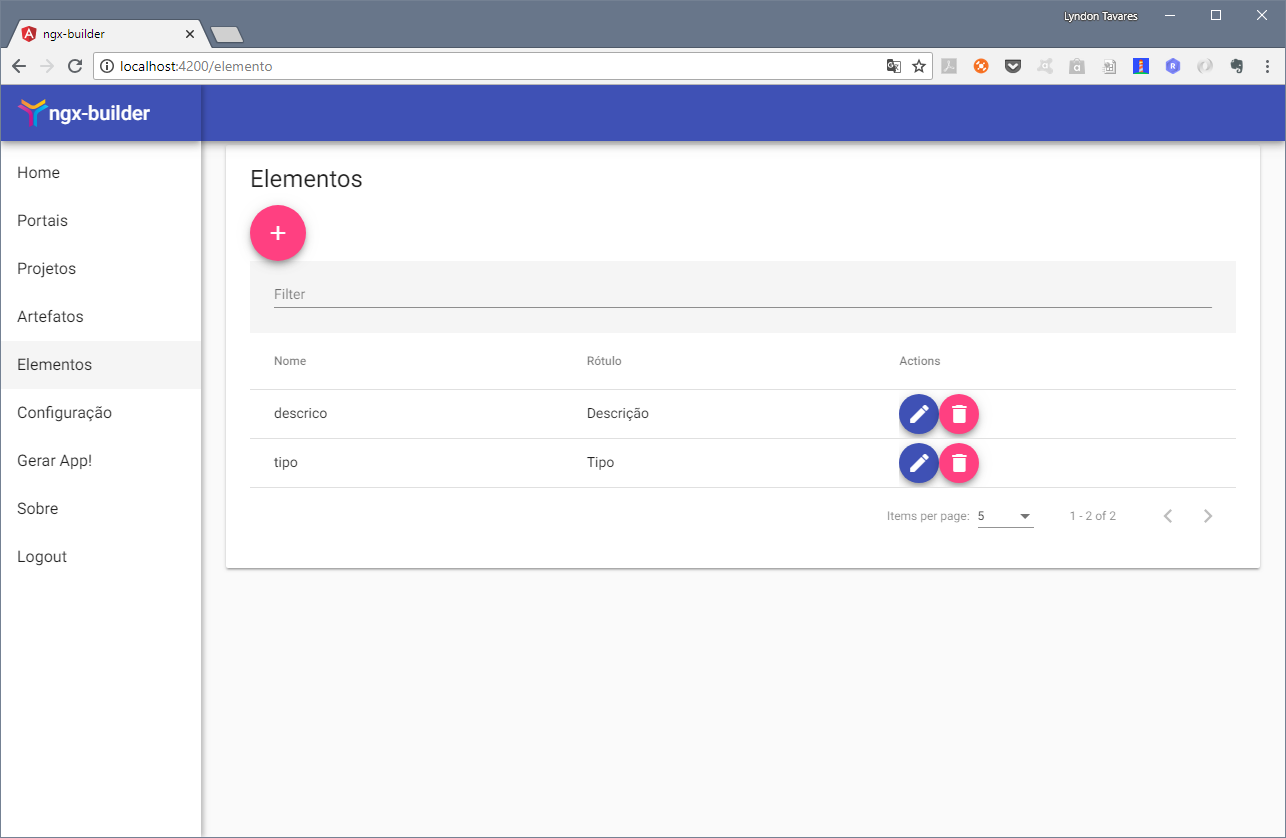 Lyndon Tavares
ngx-builder
localhost:4200/elemento
ngx-builder
Home
Portais
Projetos
Artefatos
Elementos
Configuração
Gerar App!
Sobre
Logout
Elementos
+
Filter
Nome Rótulo Actions
descrico Descrição
tipo Tipo
Items per page: 5 1 - 2 of 2